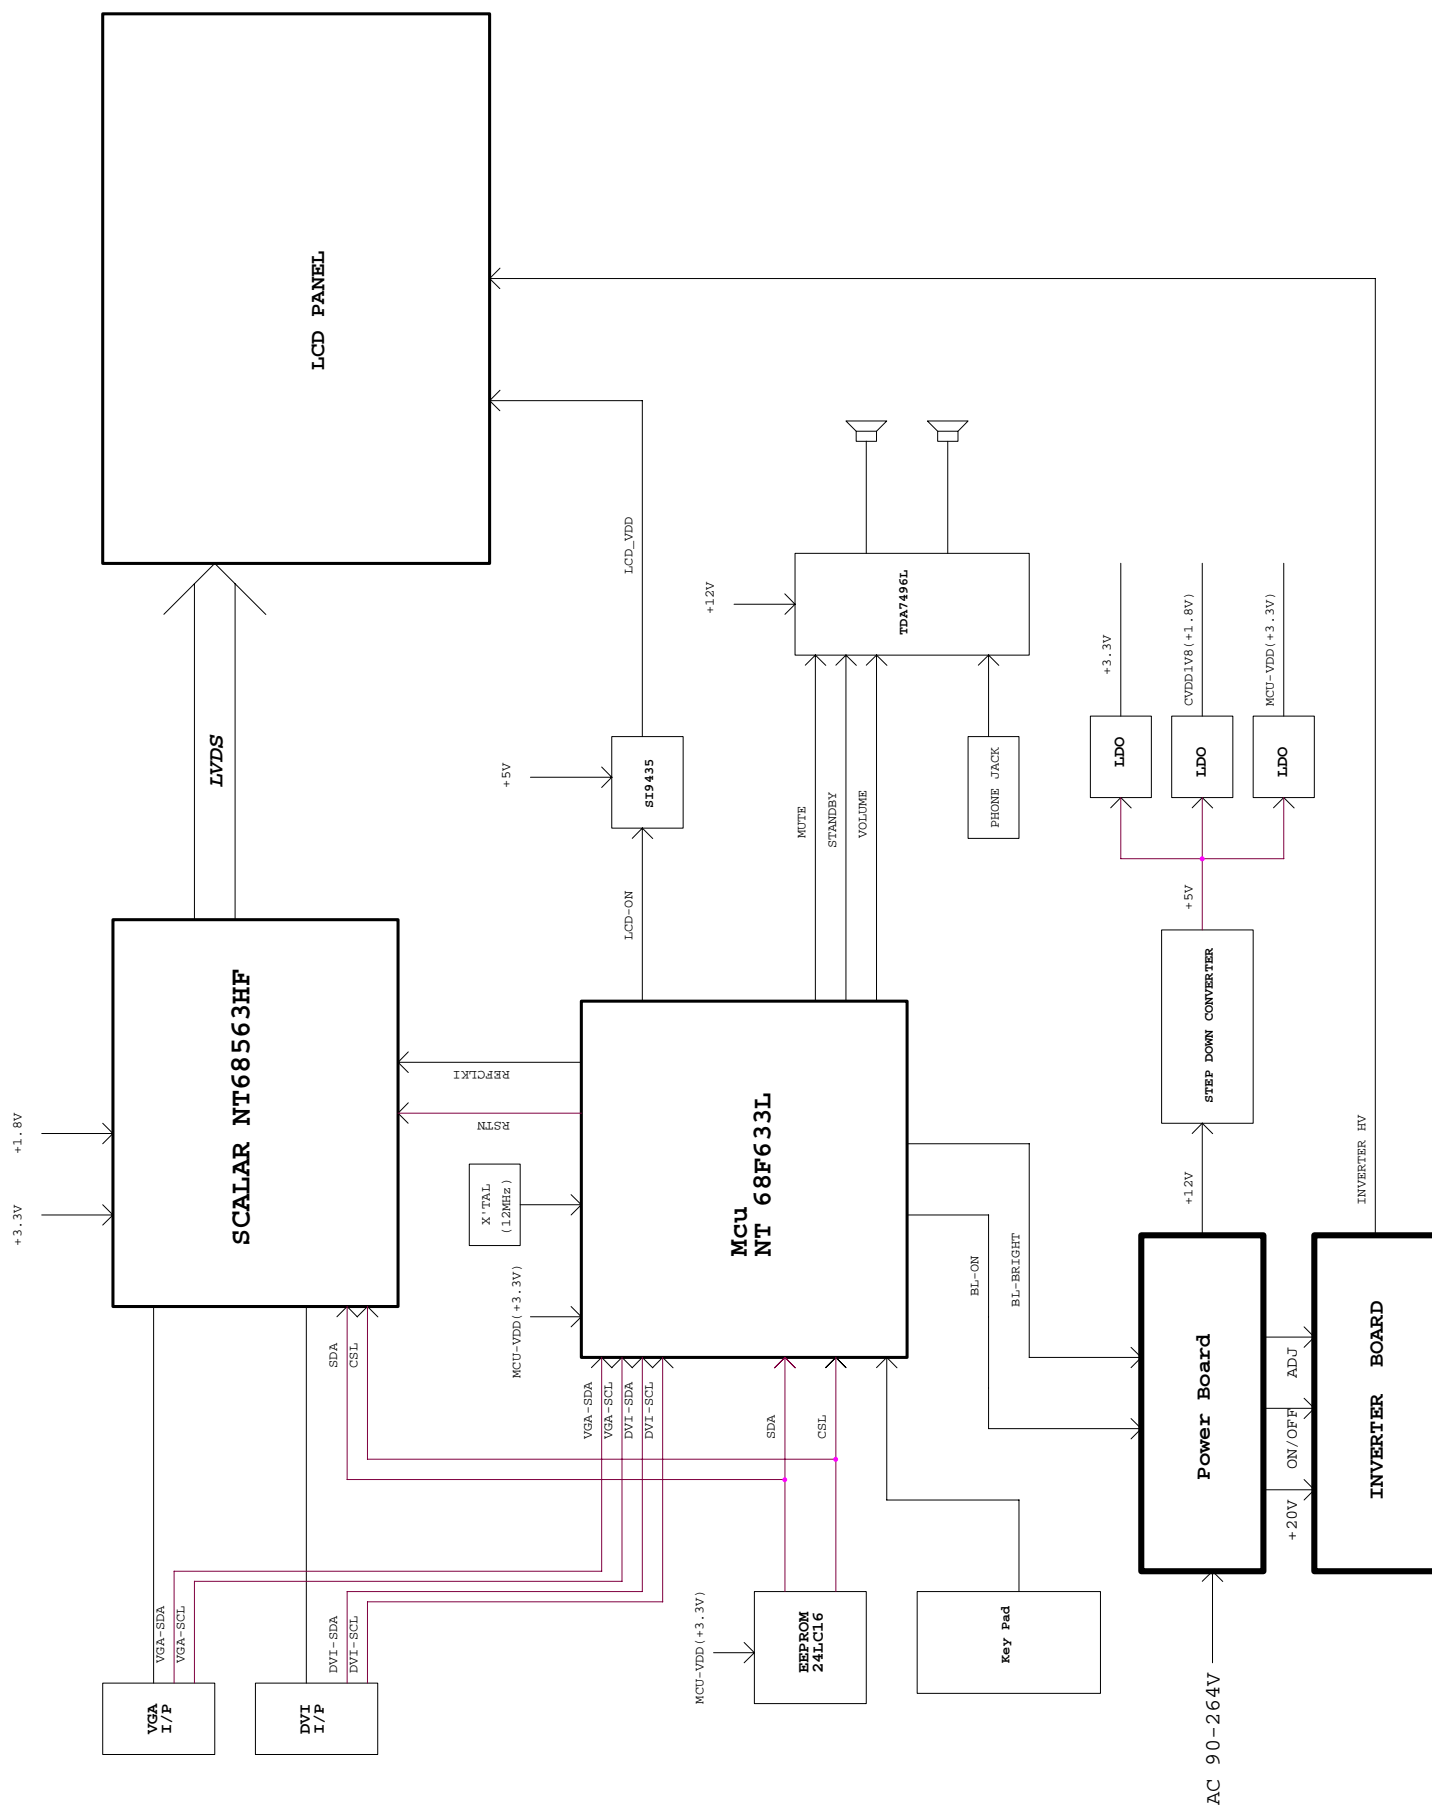 LCD PANEL
LVDS
LCD_VDD
+12V
TDA7496L
+3.3V
CVDD1V8(+1.8V)
MCU-VDD(+3.3V)
LDO
LDO
LDO
+5V
SI9435
PHONE JACK
MUTE
STANDBY
VOLUME
LCD-ON
+5V
SCALAR NT68563HF
+1.8V
+3.3V
REFCLKI
RSTN
X'TAL
(12MHz)
MCU-VDD(+3.3V)
MCU
NT 68F633L
STEP DOWN CONVERTER
+12V
INVERTER HV
BL-ON
BL-BRIGHT
SDA
CSL
VGA-SDA
VGA-SCL
DVI-SDA
DVI-SCL
SDA
CSL
Power Board
ADJ
ON/OFF
+20V
INVERTER BOARD
VGA-SDA
VGA-SCL
DVI-SDA
DVI-SCL
VGA
I/P
DVI
I/P
MCU-VDD(+3.3V)
EEPROM
24LC16
Key Pad
AC 90-264V